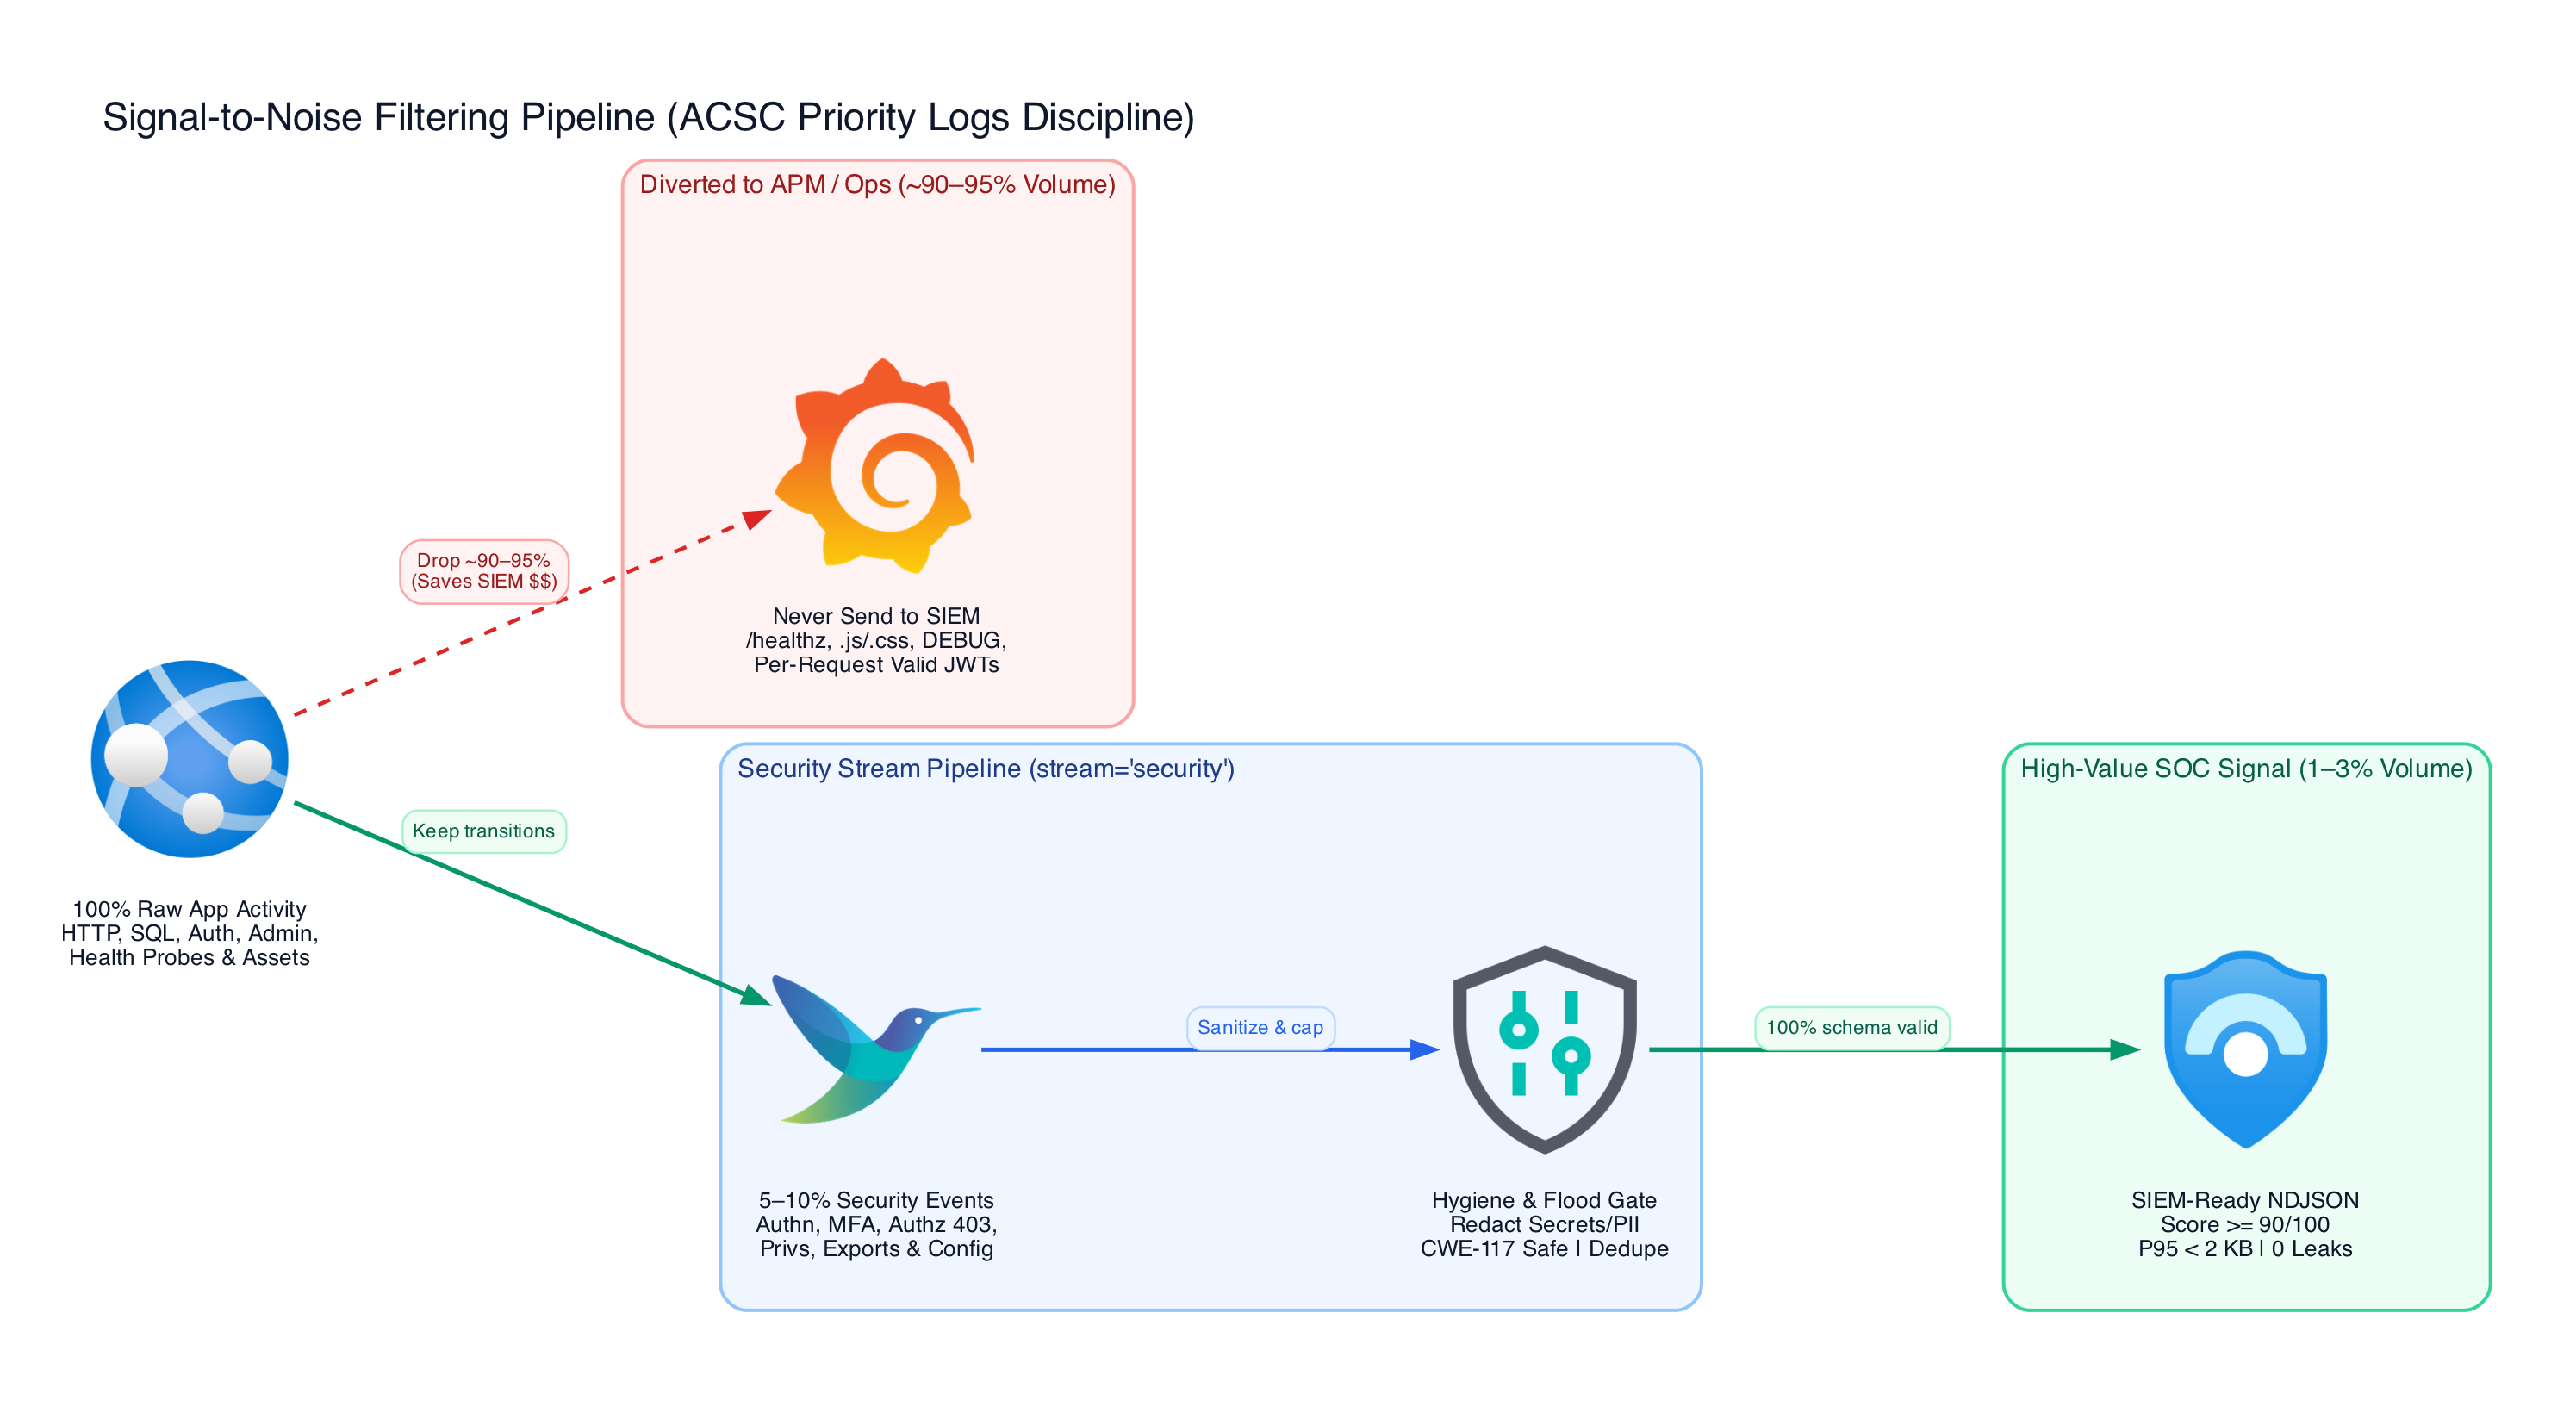 Signal-to-Noise Filtering Pipeline (ACSC Priority Logs Discipline)
Diverted to APM / Ops (~90–95% Volume)
Drop ~90–95%
(Saves SIEM $$)
Never Send to SIEM
/healthz, .js/.css, DEBUG,
Per-Request Valid JWTs
100% Raw App Activity
HTTP, SQL, Auth, Admin,
Health Probes & Assets
Keep transitions
Security Stream Pipeline (stream='security')
5–10% Security Events
Authn, MFA, Authz 403,
Privs, Exports & Config
Sanitize & cap
Hygiene & Flood Gate
Redact Secrets/PII
CWE-117 Safe | Dedupe
100% schema valid
High-Value SOC Signal (1–3% Volume)
SIEM-Ready NDJSON
Score >= 90/100
P95 < 2 KB | 0 Leaks